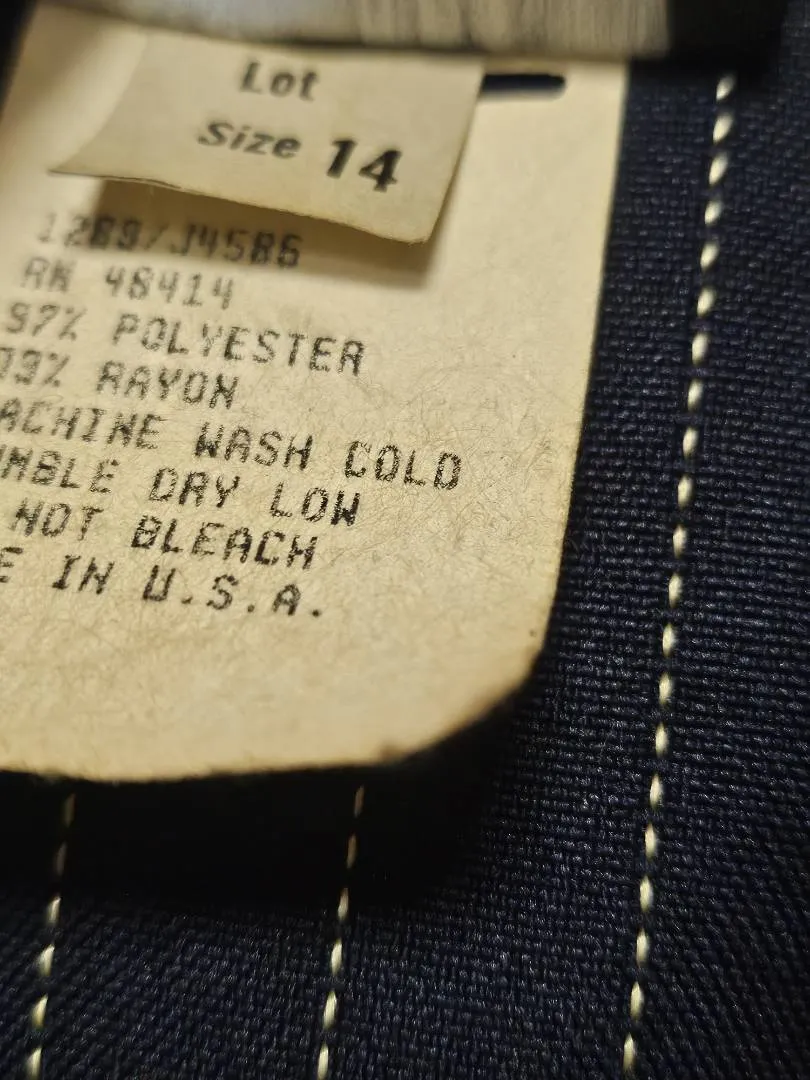 Lot
Size 14
1289/J4586
RN 48414
97% POLYESTER
03% RAYON
ACHINE WASH COLD
MBLE DRY LOW
NOT BLEACH
E IN U.S.A.